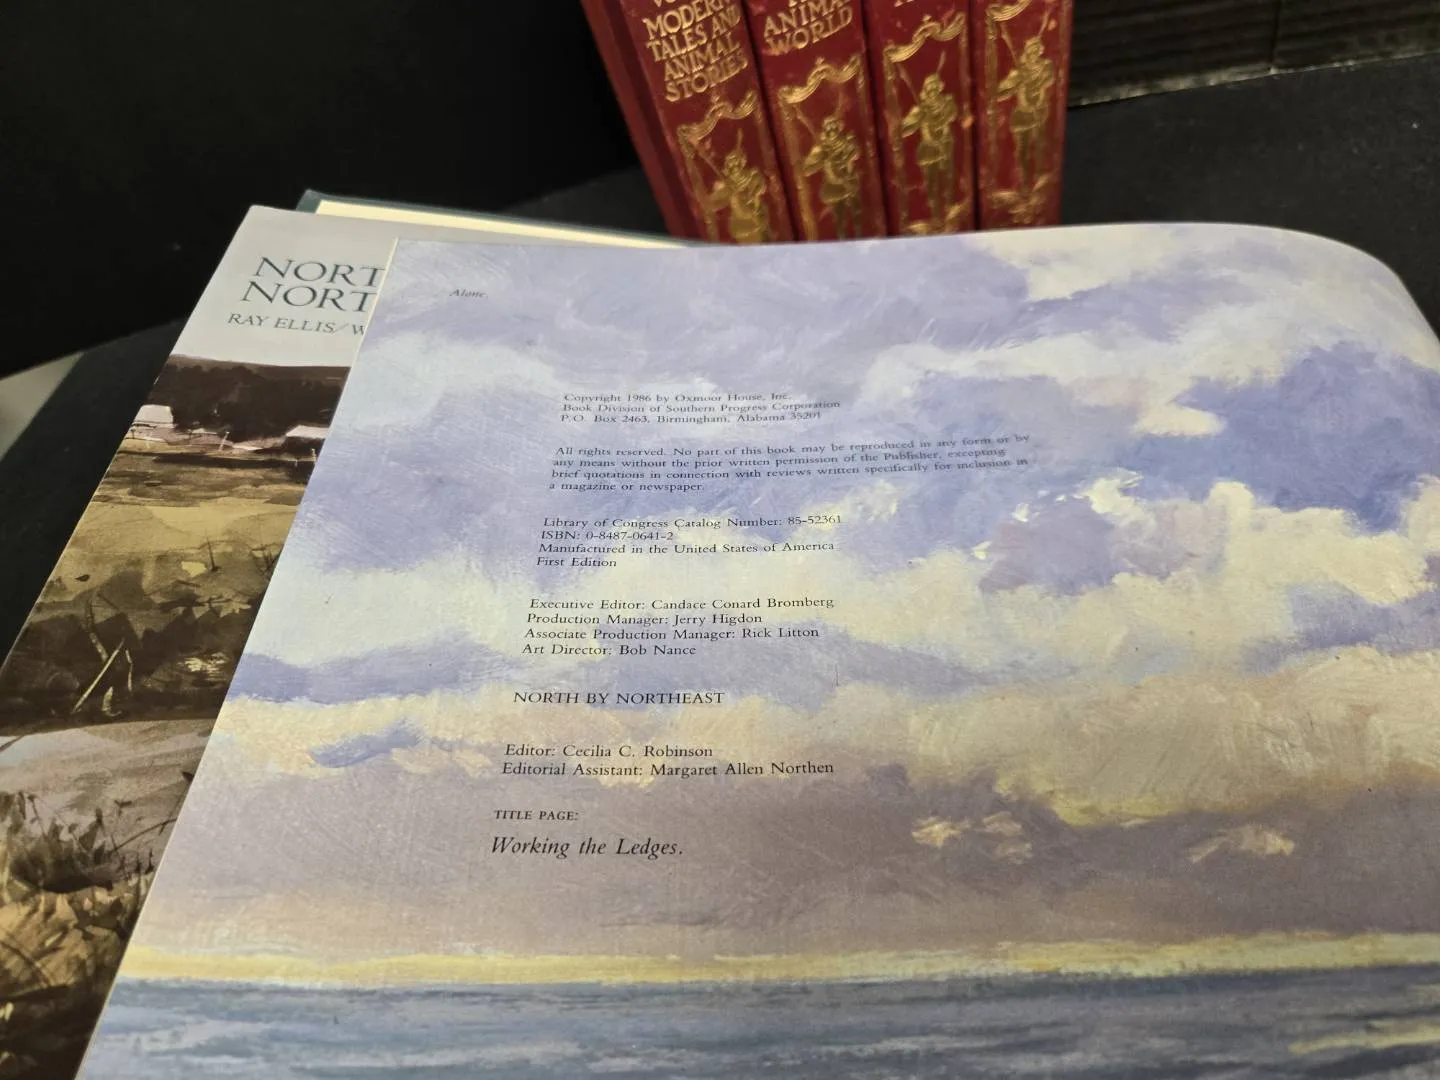 MODERN
TALES AND
ANIMAL
STORIES
ANIMAL
WORLD
NORT
NORT
RAY ELLIS/W
Alone.
Copyright 1986 by Oxmoor House, Inc.
Book Division of Southern Progress Corporation
P.O. Box 2463, Birmingham, Alabama 35201
All rights reserved. No part of this book may be reproduced in any form or by
any means without the prior written permission of the Publisher, excepting
brief quotations in connection with reviews written specifically for inclusion in
a magazine or newspaper.
Library of Congress Catalog Number: 85-52361
ISBN: 0-8487-0641-2
Manufactured in the United States of America
First Edition
Executive Editor: Candace Conard Bromberg
Production Manager: Jerry Higdon
Associate Production Manager: Rick Litton
Art Director: Bob Nance
NORTH BY NORTHEAST
Editor: Cecilia C. Robinson
Editorial Assistant: Margaret Allen Northen
TITLE PAGE:
Working the Ledges.